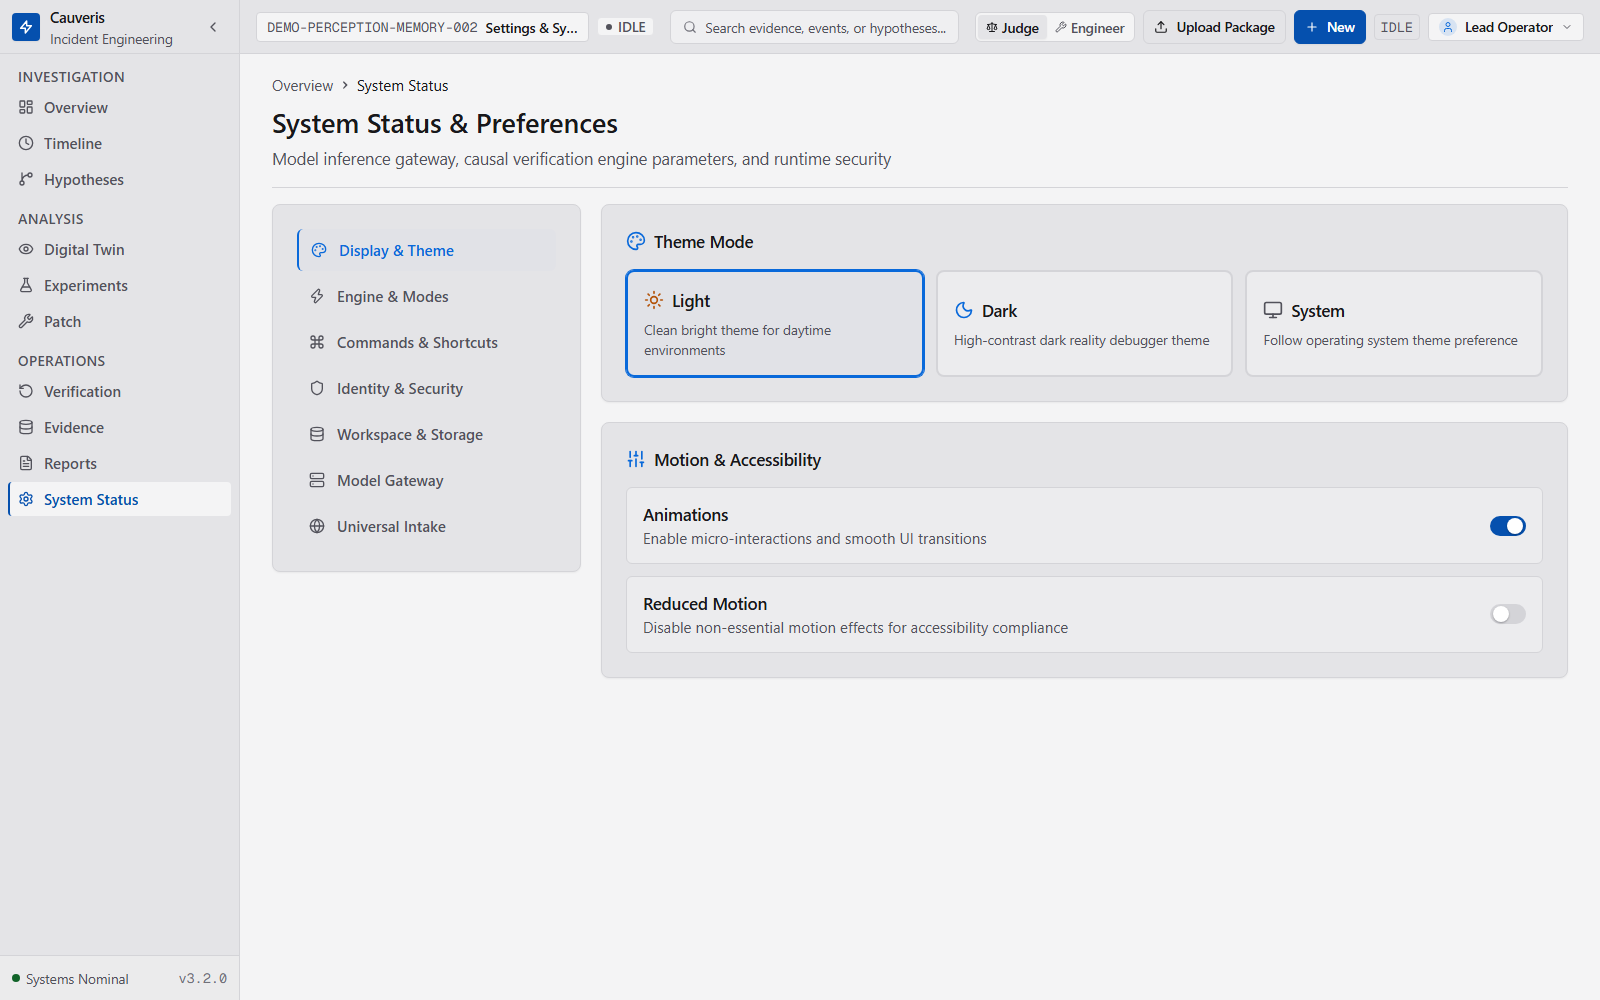 Cauveris
Incident Engineering
INVESTIGATION
Overview
Timeline
Hypotheses
ANALYSIS
Digital Twin
Experiments
Patch
OPERATIONS
Verification
Evidence
Reports
System Status
Systems Nominal v3.2.0
DEMO-PERCEPTION-MEMORY-002 Settings & Sy... IDLE Search evidence, events, or hypotheses... Judge Engineer Upload Package New IDLE Lead Operator
Overview System Status
System Status & Preferences
Model inference gateway, causal verification engine parameters, and runtime security
Display & Theme
Engine & Modes
Commands & Shortcuts
Identity & Security
Workspace & Storage
Model Gateway
Universal Intake
Theme Mode
Light
Clean bright theme for daytime
environments
Dark
High-contrast dark reality debugger theme
System
Follow operating system theme preference
Motion & Accessibility
Animations
Enable micro-interactions and smooth UI transitions
Reduced Motion
Disable non-essential motion effects for accessibility compliance